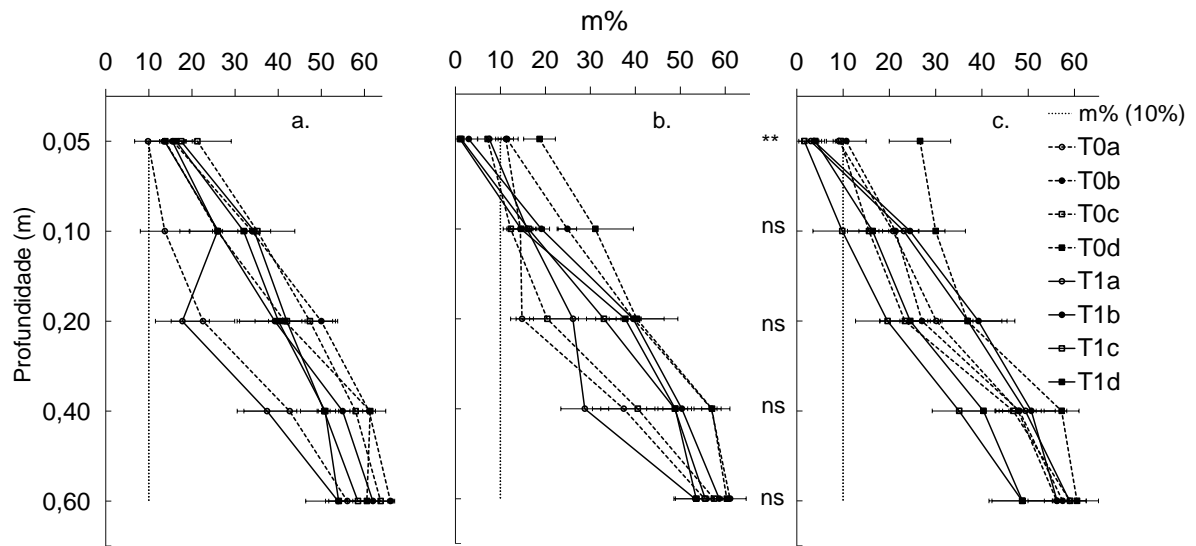 m%
0 10 20 30 40 50 60
0 10 20 30 40 50 60
0 10 20 30 40 50 60
a.
b.
c.
Profundidade (m)
0,05
0,10
0,20
0,40
0,60
**
ns
ns
ns
ns
m% (10%)
T0a
T0b
T0c
T0d
T1a
T1b
T1c
T1d